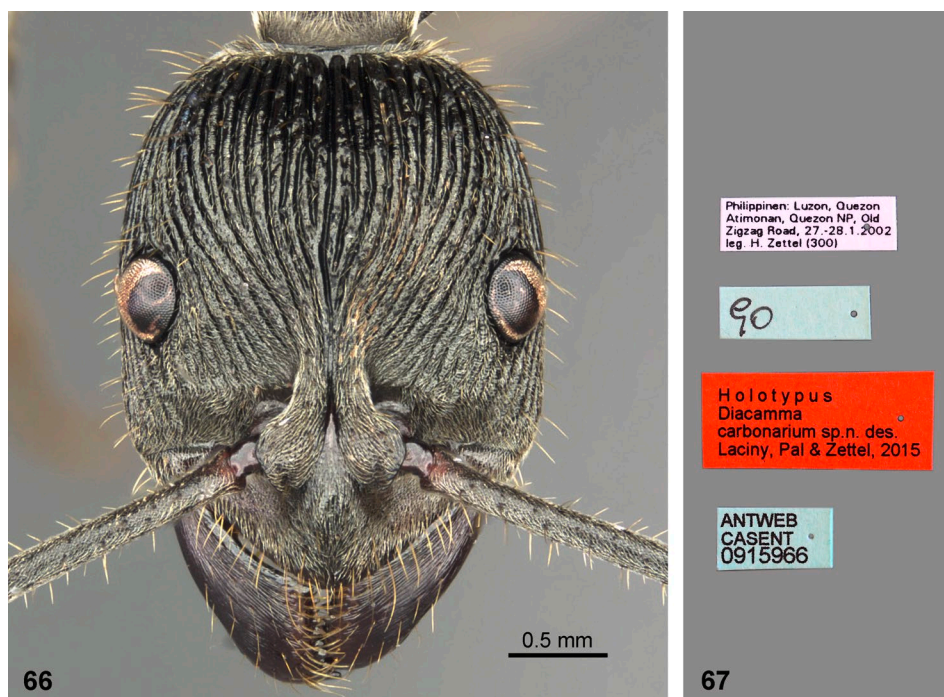 Philippinen: Luzon, Quezon
Atimonan, Quezon NP, Old
Zigzag Road, 27.-28.1.2002
leg. H. Zettel (300)
90
Holotypus
Diacamma
carbonarium sp.n. des.
Laciny, Pal & Zettel, 2015
ANTWEB
CASENT
0915966
0.5 mm
66
67